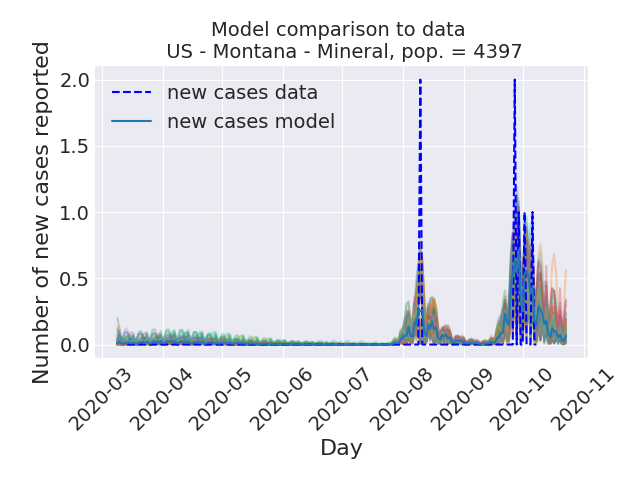 Model comparison to data
US - Montana - Mineral, pop. = 4397
Number of new cases reported
2.0
1.5
1.0
0.5
0.0
new cases data
new cases model
2020-03
2020-04
2020-05
2020-06
2020-07
2020-08
2020-09
2020-10
2020-11
Day